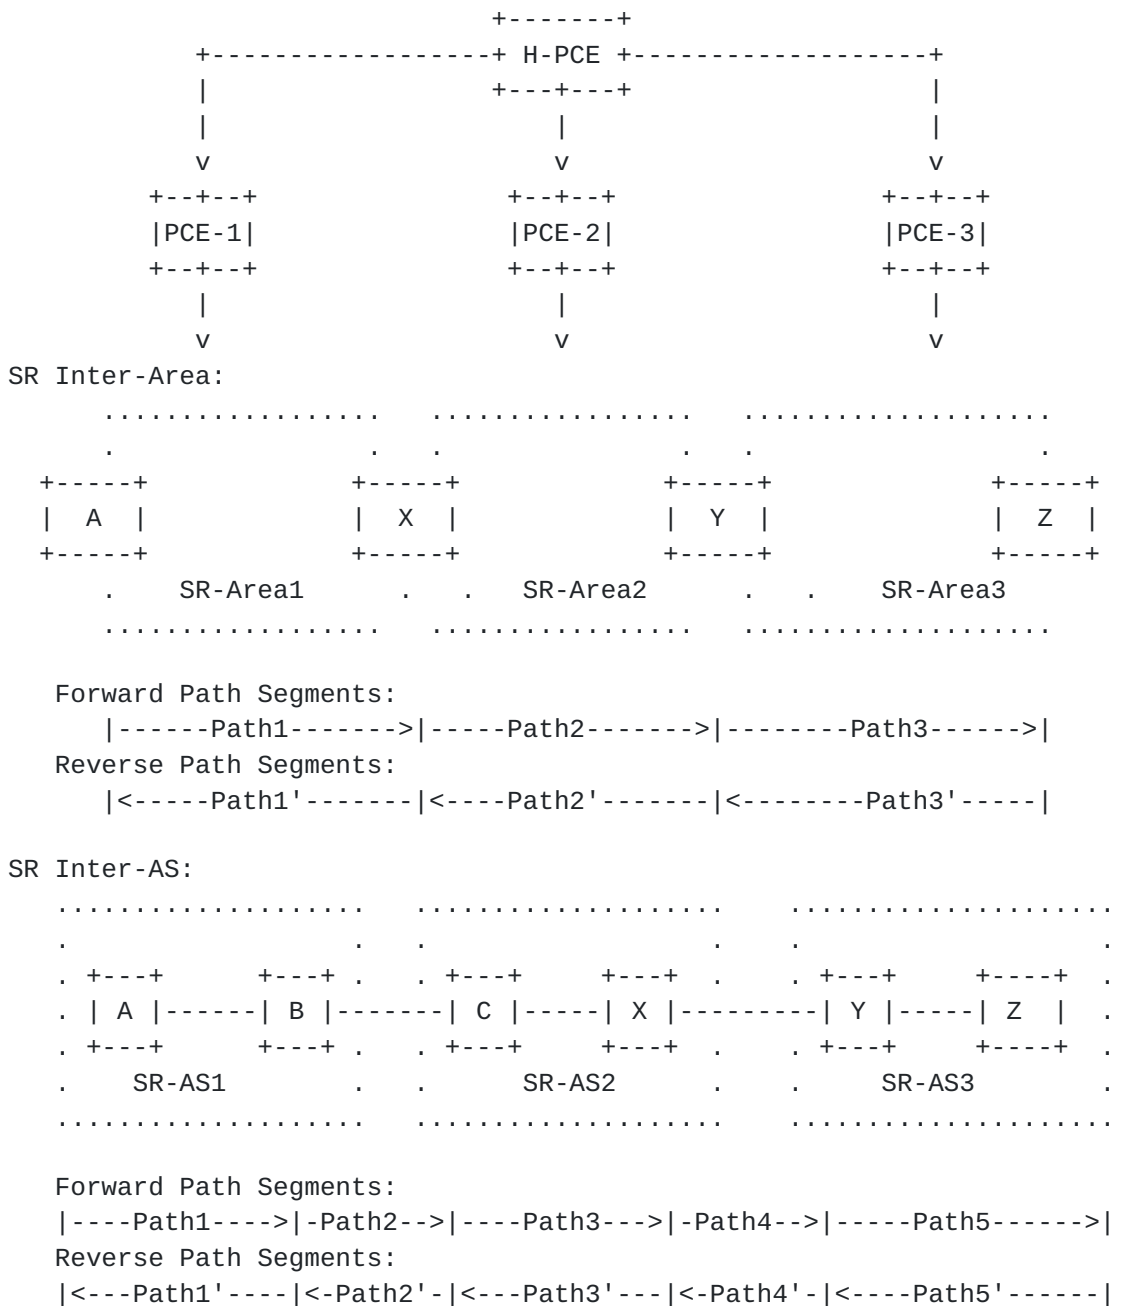 +-------+
            +------------------+ H-PCE +-------------------+
            |                  +---+---+                   |
            |                      |                       |
            v                      v                       v
         +--+--+                +--+--+                 +--+--+
         |PCE-1|                |PCE-2|                 |PCE-3|
         +--+--+                +--+--+                 +--+--+
            |                      |                       |
            v                      v                       v
SR Inter-Area:
      ..................   .................   ....................
      .                .   .               .   .                  .
  +-----+             +-----+             +-----+              +-----+
  |  A  |             |  X  |             |  Y  |              |  Z  |
  +-----+             +-----+             +-----+              +-----+
      .    SR-Area1      .   .   SR-Area2      .   .    SR-Area3
      ..................   .................   ....................

   Forward Path Segments:
      |------Path1------->|-----Path2------->|--------Path3------>|
   Reverse Path Segments:
      |<-----Path1'-------|<----Path2'-------|<--------Path3'-----|

SR Inter-AS:
   ....................   ....................    .....................
   .                  .   .                  .    .                   .
   . +---+      +---+ .   . +---+     +---+  .    . +---+     +----+  .
   . | A |------| B |-------| C |-----| X |---------| Y |-----| Z  |  .
   . +---+      +---+ .   . +---+     +---+  .    . +---+     +----+  .
   .    SR-AS1        .   .      SR-AS2      .    .     SR-AS3        .
   ....................   ....................    .....................

   Forward Path Segments:
   |----Path1---->|-Path2-->|----Path3--->|-Path4-->|-----Path5------>|
   Reverse Path Segments:
   |<---Path1'----|<-Path2'-|<---Path3'---|<-Path4'-|<----Path5'------|